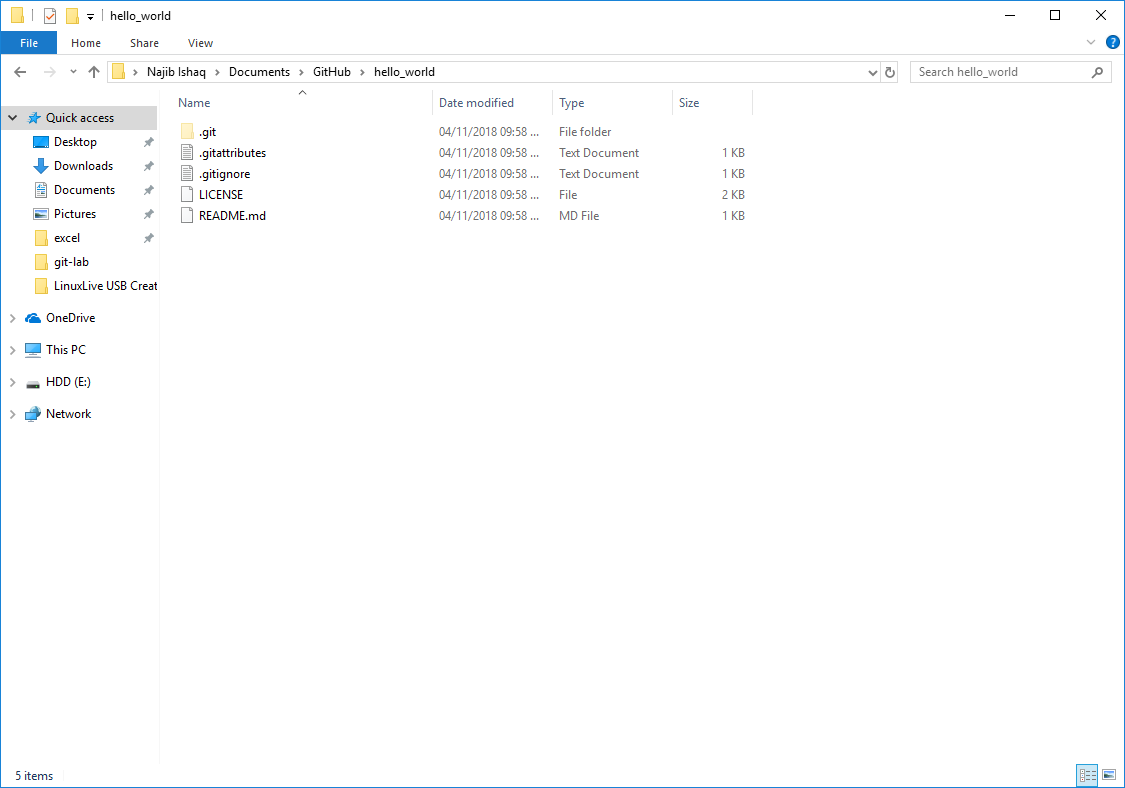 hello_world
File Home Share View
Najib Ishaq Documents GitHub hello_world Search hello_world
Name Date modified Type Size
Quick access
Desktop
Downloads
Documents
Pictures
excel
git-lab
LinuxLive USB Creat
OneDrive
This PC
HDD (E:)
Network
.git 04/11/2018 09:58 ... File folder
.gitattributes 04/11/2018 09:58 ... Text Document 1 KB
.gitignore 04/11/2018 09:58 ... Text Document 1 KB
LICENSE 04/11/2018 09:58 ... File 2 KB
README.md 04/11/2018 09:58 ... MD File 1 KB
5 items